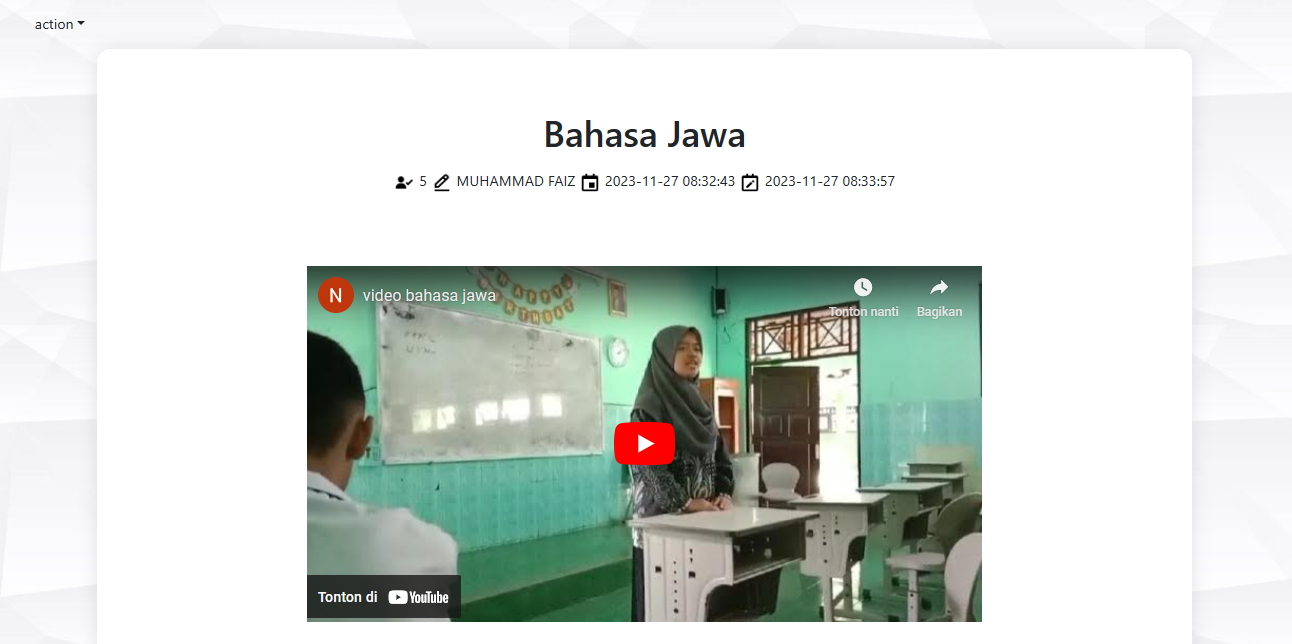 action
Bahasa Jawa
5 MUHAMMAD FAIZ 2023-11-27 08:32:43 2023-11-27 08:33:57
N video bahasa jawa
Tonton nanti Bagikan
Tonton di YouTube